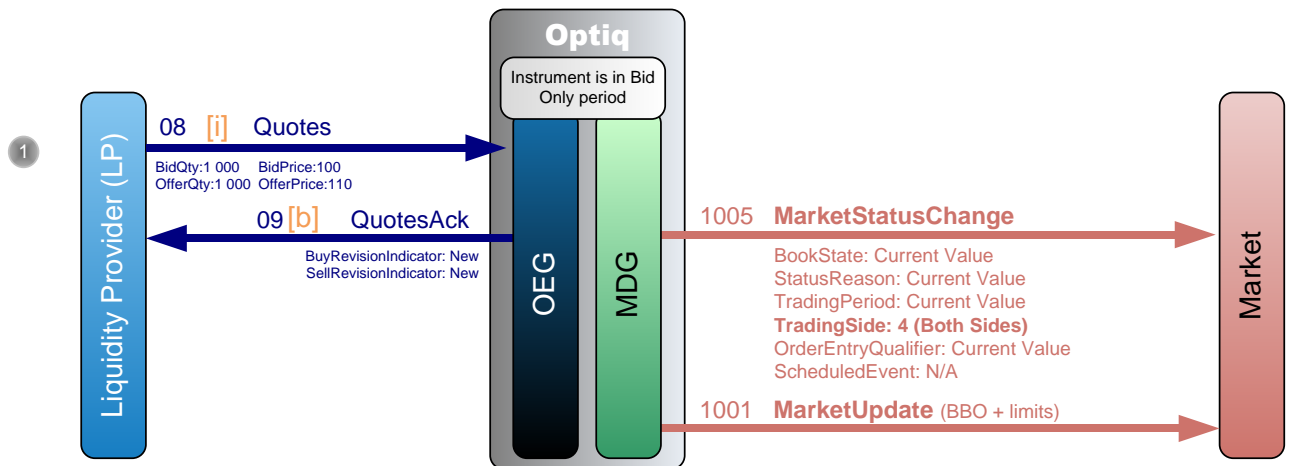 Optiq
Instrument is in Bid
Only period
1
Liquidity Provider (LP)
08 [i] Quotes
BidQty:1 000 BidPrice:100
OfferQty:1 000 OfferPrice:110
09 [b] QuotesAck
BuyRevisionIndicator: New
SellRevisionIndicator: New
OEG
MDG
1005 MarketStatusChange
BookState: Current Value
StatusReason: Current Value
TradingPeriod: Current Value
TradingSide: 4 (Both Sides)
OrderEntryQualifier: Current Value
ScheduledEvent: N/A
1001 MarketUpdate (BBO + limits)
Market